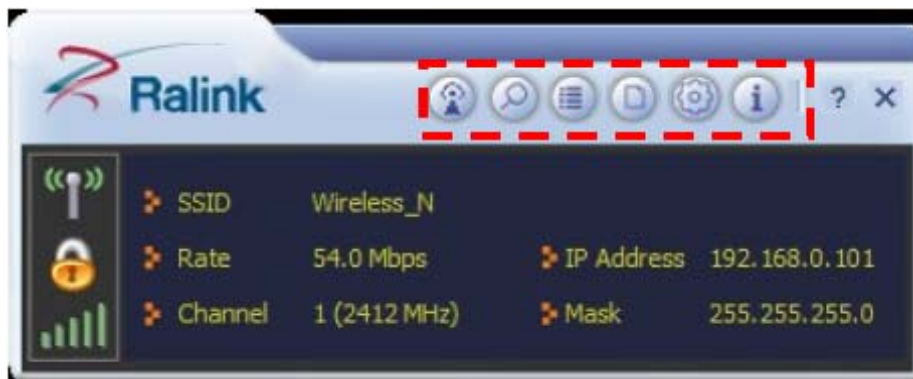 Ralink
? X
SSID Wireless_N
Rate 54.0 Mbps IP Address 192.168.0.101
Channel 1 (2412 MHz) Mask 255.255.255.0